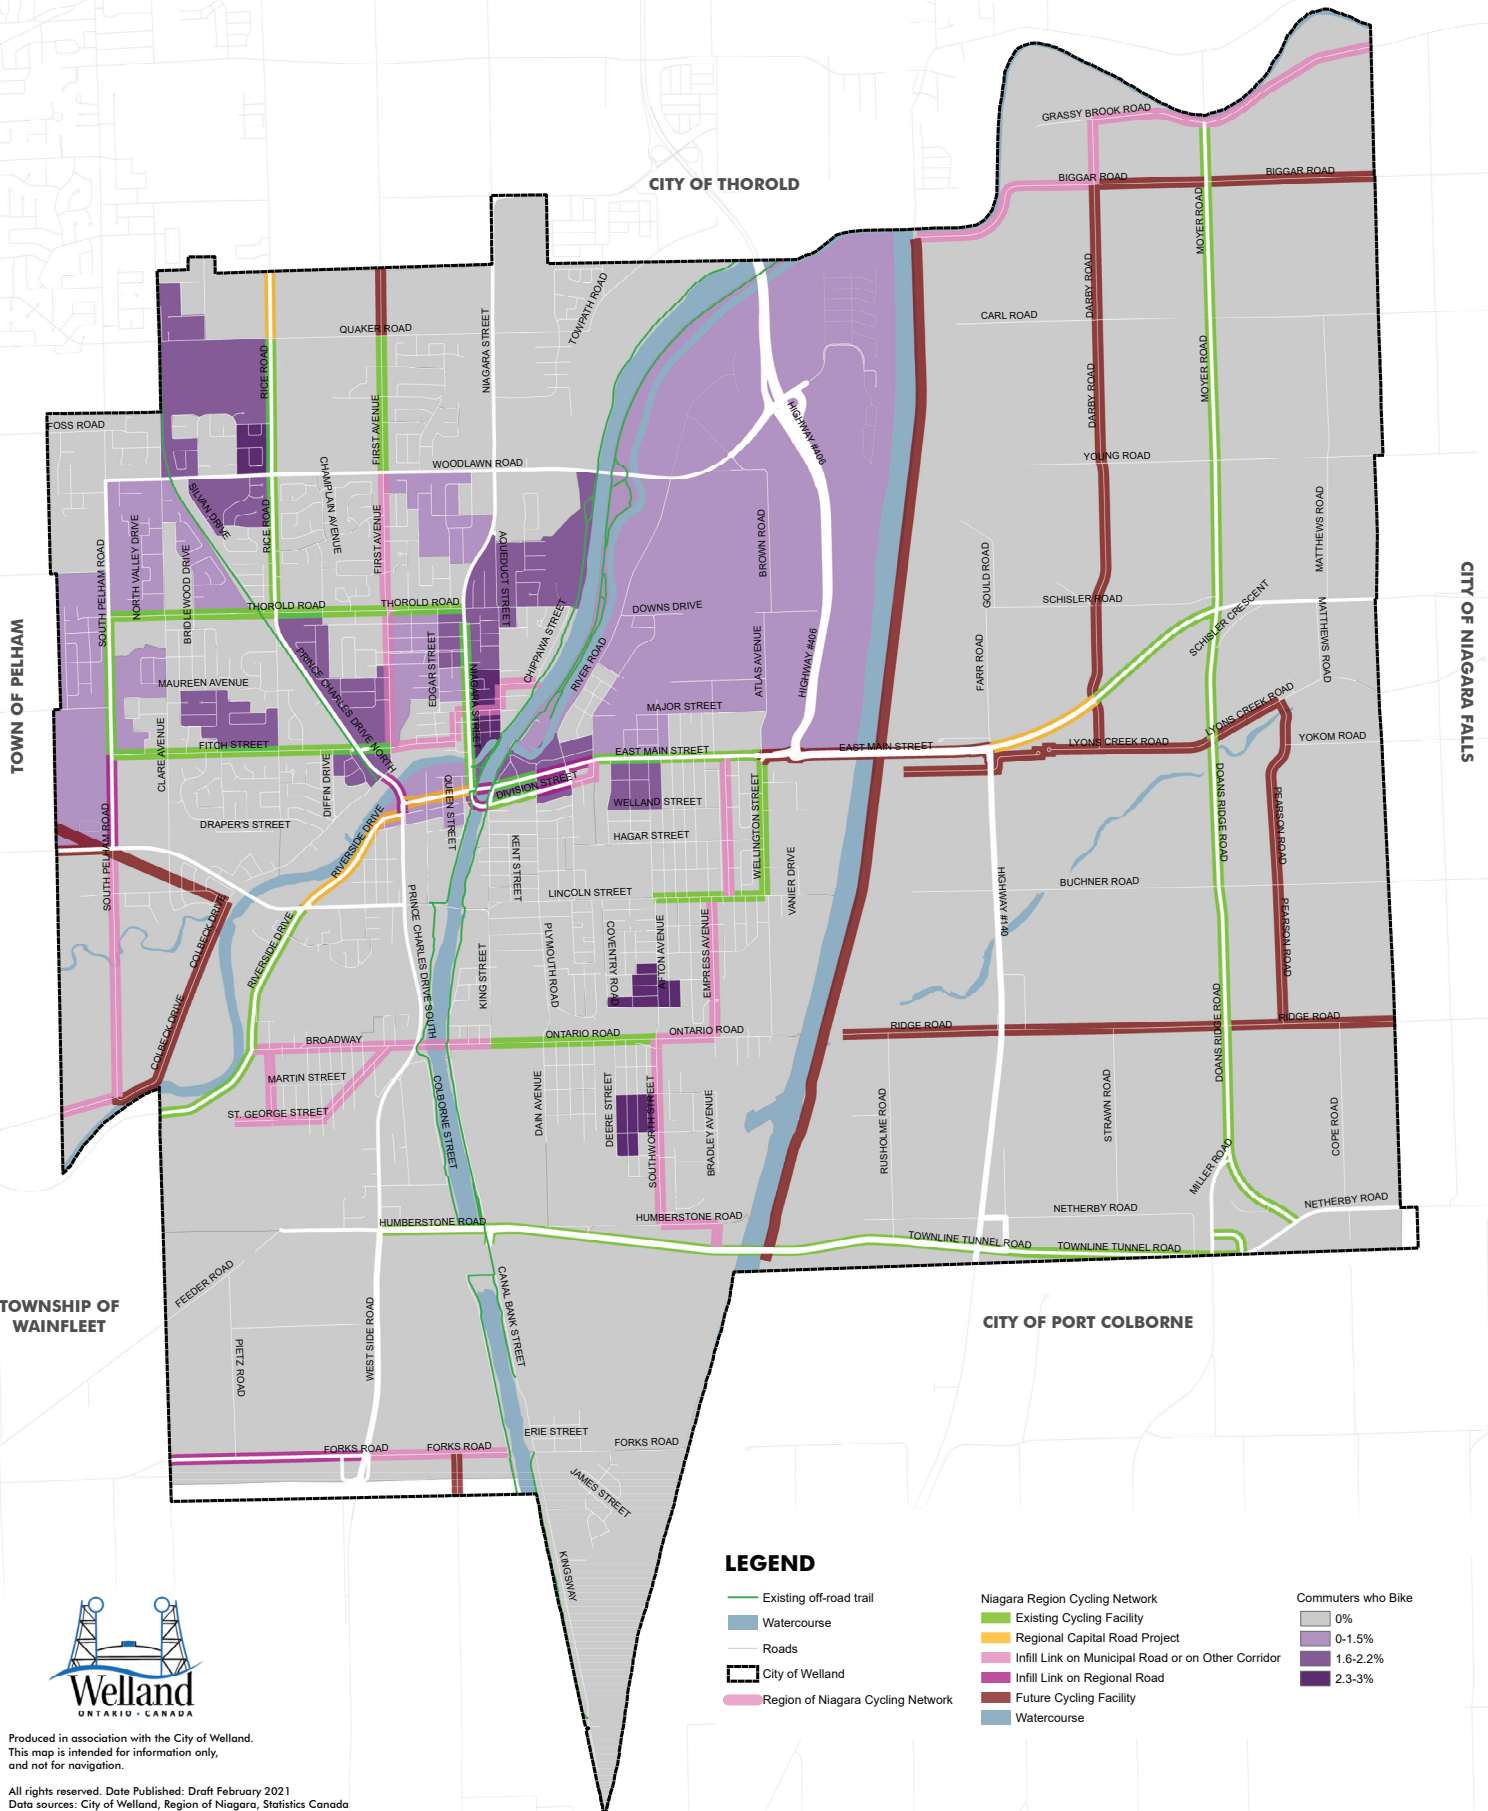 GRASSY BROOK ROAD
BIGGAR ROAD
BIGGAR ROAD
CITY OF THOROLD
MOYER ROAD
DARBY ROAD
TOWPATH ROAD
CARL ROAD
QUAKER ROAD
NIAGARA STREET
RICE ROAD
MOYER ROAD
DARBY ROAD
FIRST AVENUE
HIGHWAY #406
FOSS ROAD
YOUNG ROAD
WOODLAWN ROAD
CHAMPLAIN AVENUE
SILVAN DRIVE
RICE ROAD
FIRST AVENUE
NORTH VALLEY DRIVE
BRIDLEWOOD DRIVE
SOUTH PELHAM ROAD
AQUEDUCT STREET
BROWN ROAD
GOULD ROAD
MATTHEWS ROAD
SCHISLER ROAD
SCHISLER CRESCENT
MATTHEWS ROAD
CITY OF NIAGARA FALLS
THOROLD ROAD
THOROLD ROAD
DOWNS DRIVE
CHIPPAWA STREET
RIVER ROAD
EDGAR STREET
NIAGARA STREET
ATLAS AVENUE
HIGHWAY #406
FARR ROAD
TOWN OF PELHAM
PRINCE CHARLES DRIVE NORTH
MAUREEN AVENUE
MAJOR STREET
LYONS CREEK ROAD
FITCH STREET
CLARE AVENUE
DIFFIN DRIVE
EAST MAIN STREET
EAST MAIN STREET
LYONS CREEK ROAD
YOKOM ROAD
QUEEN STREET
DIVISION STREET
WELLAND STREET
WELLINGTON STREET
DOANS RIDGE ROAD
PEARSON ROAD
DRAPER'S STREET
RIVERSIDE DRIVE
HAGAR STREET
KENT STREET
SOUTH PELHAM ROAD
VANIER DRIVE
LINCOLN STREET
BUCHNER ROAD
HIGHWAY #140
COLBECK DRIVE
RIVERSIDE DRIVE
PRINCE CHARLES DRIVE SOUTH
KING STREET
PLYMOUTH ROAD
COVENTRY ROAD
AFTON AVENUE
EMPRESS AVENUE
PEARSON ROAD
COLBECK DRIVE
BROADWAY
ONTARIO ROAD
ONTARIO ROAD
RIDGE ROAD
RIDGE ROAD
DOANS RIDGE ROAD
MARTIN STREET
ST. GEORGE STREET
COLBORNE STREET
DAIN AVENUE
DEERE STREET
SOUTHWORTH STREET
BRADLEY AVENUE
RUSHOLME ROAD
STRAWN ROAD
COPE ROAD
MILLER ROAD
HUMBERSTONE ROAD
HUMBERSTONE ROAD
NETHERBY ROAD
NETHERBY ROAD
TOWNLINE TUNNEL ROAD
TOWNLINE TUNNEL ROAD
FEEDER ROAD
TOWNSHIP OF
WAINFLEET
PIETZ ROAD
WEST SIDE ROAD
CANAL BANK STREET
CITY OF PORT COLBORNE
ERIE STREET
FORKS ROAD
FORKS ROAD
FORKS ROAD
JAMES STREET
KINGSWAY
LEGEND
Existing off-road trail
Watercourse
Roads
City of Welland
Region of Niagara Cycling Network
Niagara Region Cycling Network
Existing Cycling Facility
Regional Capital Road Project
Infill Link on Municipal Road or on Other Corridor
Infill Link on Regional Road
Future Cycling Facility
Watercourse
Commuters who Bike
0%
0-1.5%
1.6-2.2%
2.3-3%
Welland
ONTARIO • CANADA
Produced in association with the City of Welland.
This map is intended for information only,
and not for navigation.
All rights reserved. Date Published: Draft February 2021
Data sources: City of Welland, Region of Niagara, Statistics Canada